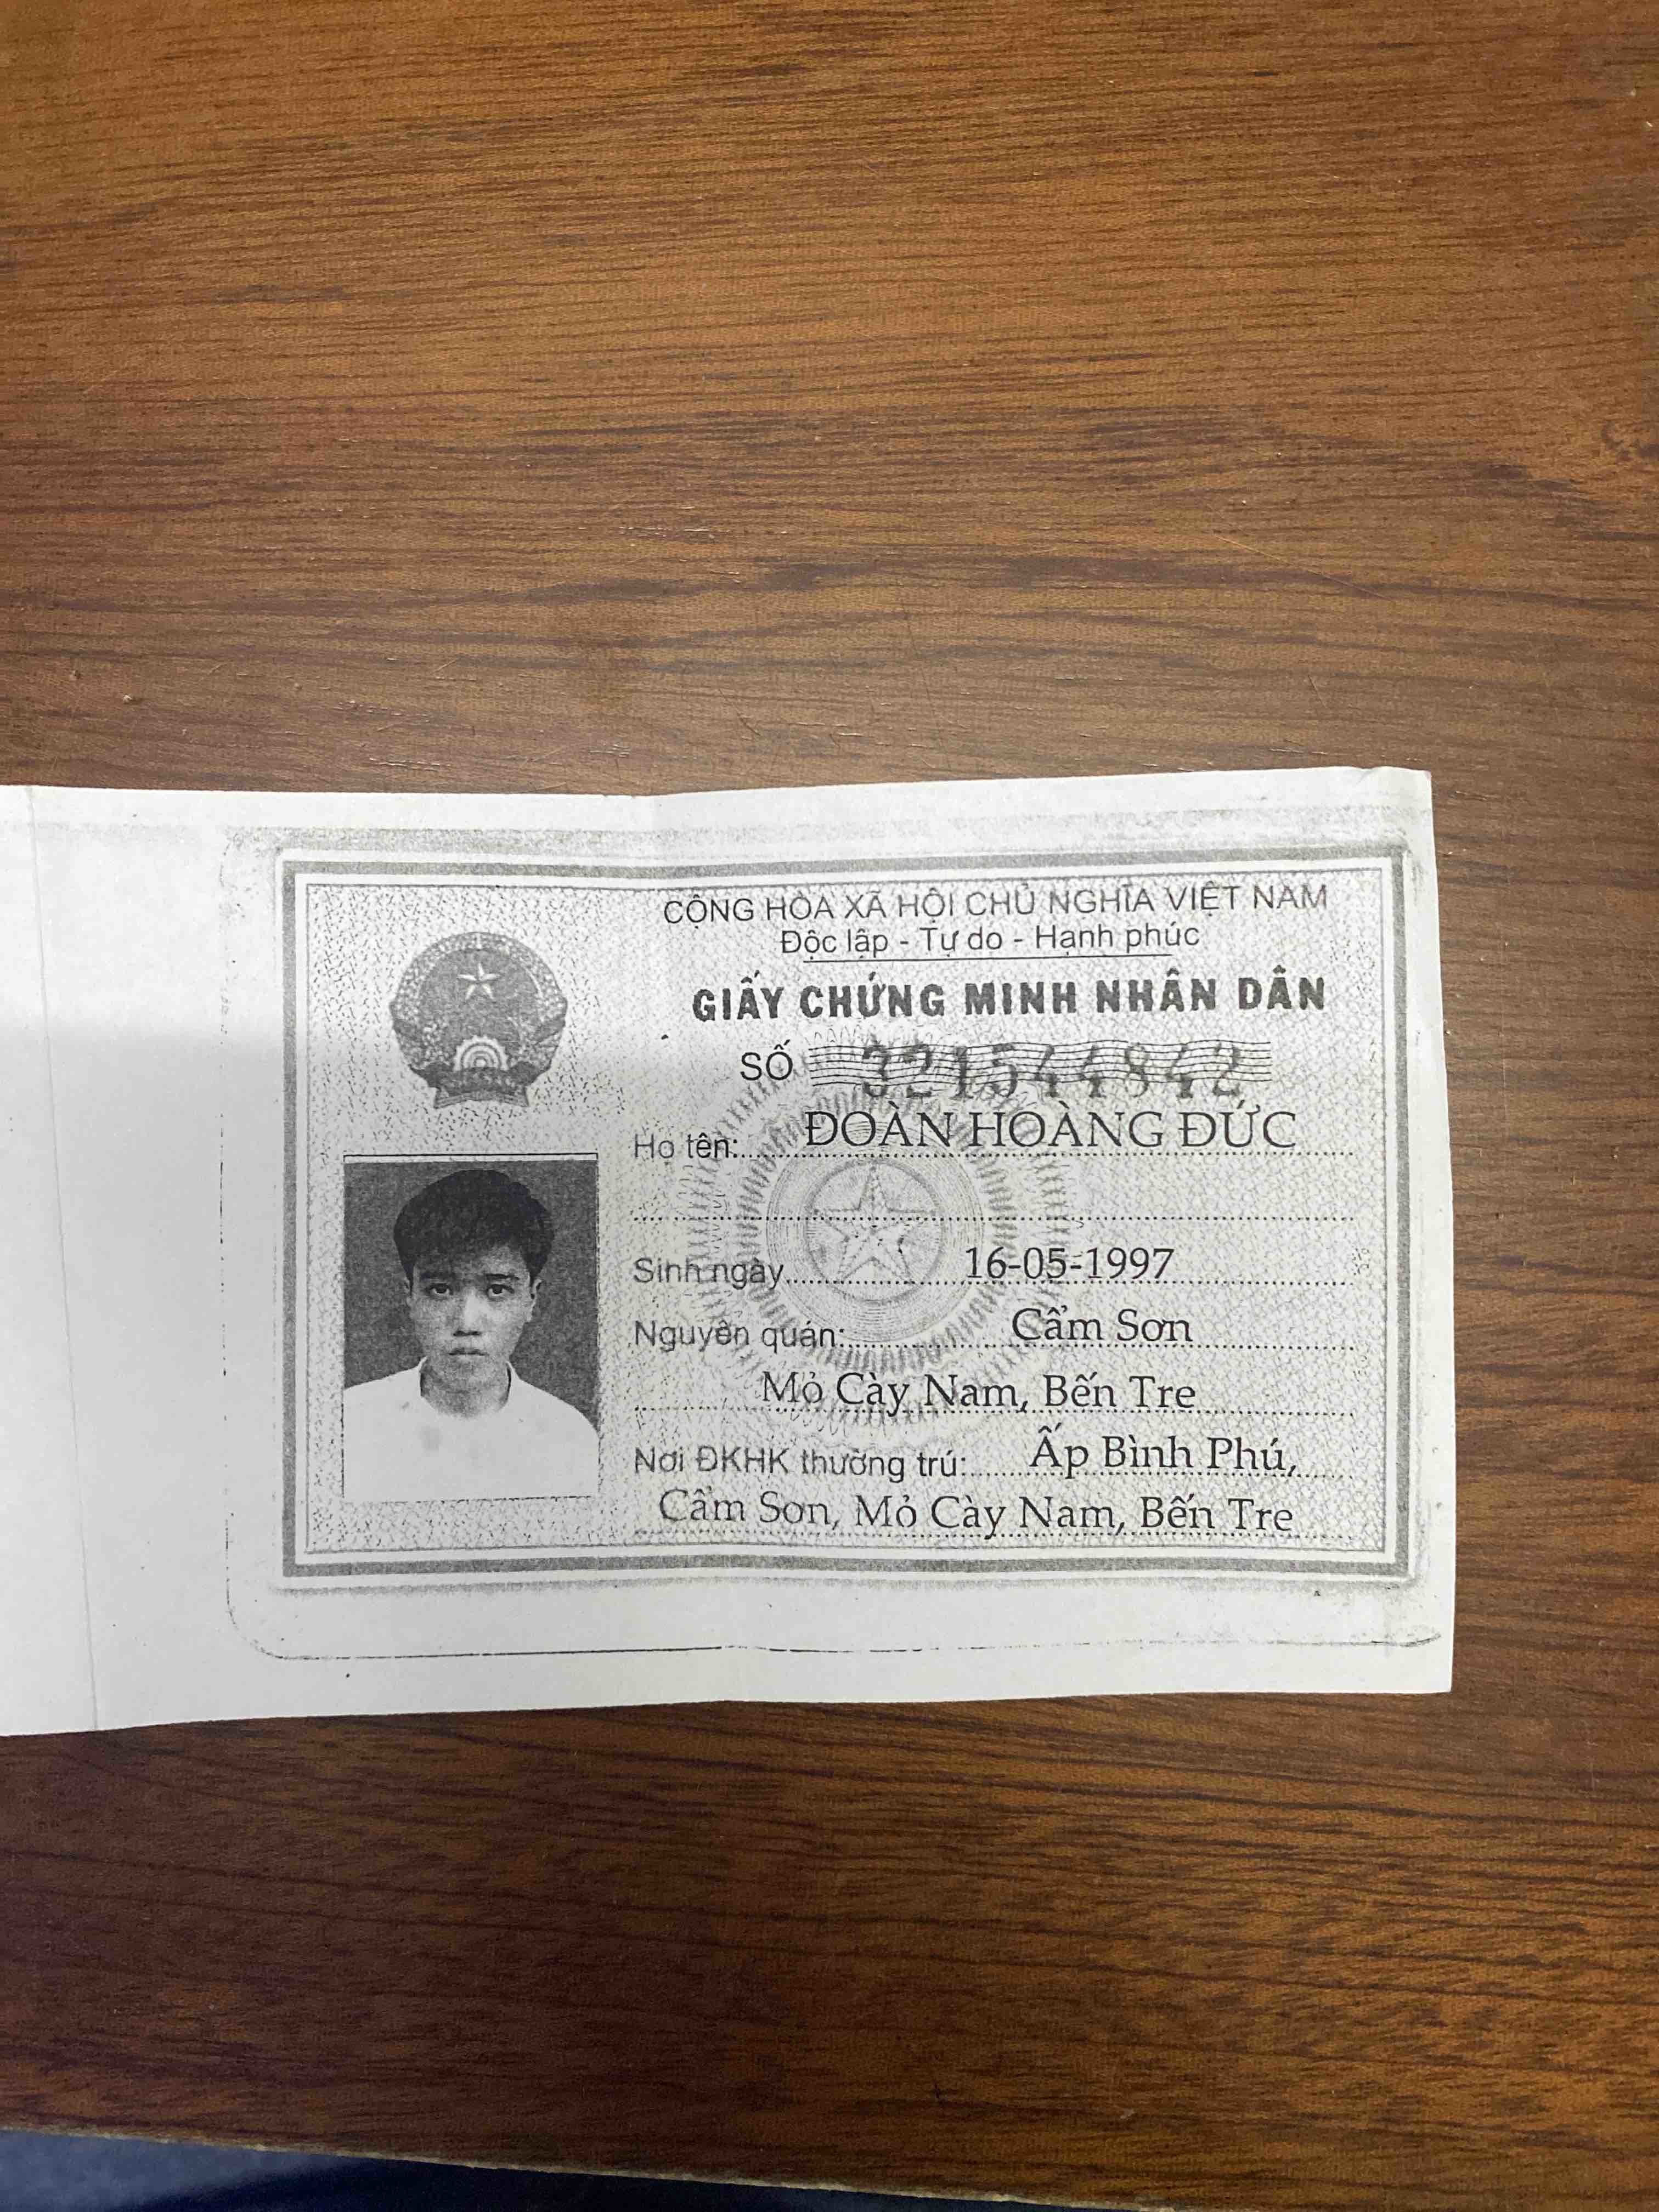 CỘNG HÒA XÃ HỘI CHỦ NGHĨA VIỆT NAM
Độc lập - Tự do - Hạnh phúc
GIẤY CHỨNG MINH NHÂN DÂN
SỐ 321544842
Họ tên: ĐOÀN HOÀNG ĐỨC
Sinh ngày 16-05-1997
Nguyên quán: Cẩm Sơn
Mỏ Cày Nam, Bến Tre
Nơi ĐKHK thường trú: Ấp Bình Phú,
Cẩm Sơn, Mỏ Cày Nam, Bến Tre